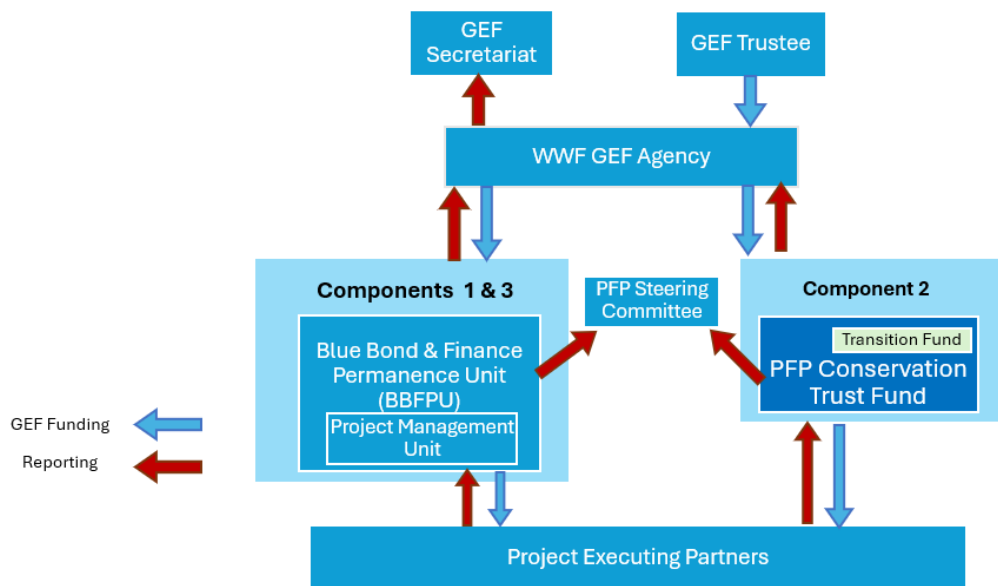 GEF
Secretariat
GEF Trustee
WWF GEF Agency
Components 1 & 3
Blue Bond & Finance
Permanence Unit
(BBFPU)
Project Management
Unit
PFP Steering
Committee
Component 2
Transition Fund
PFP Conservation
Trust Fund
GEF Funding
Reporting
Project Executing Partners